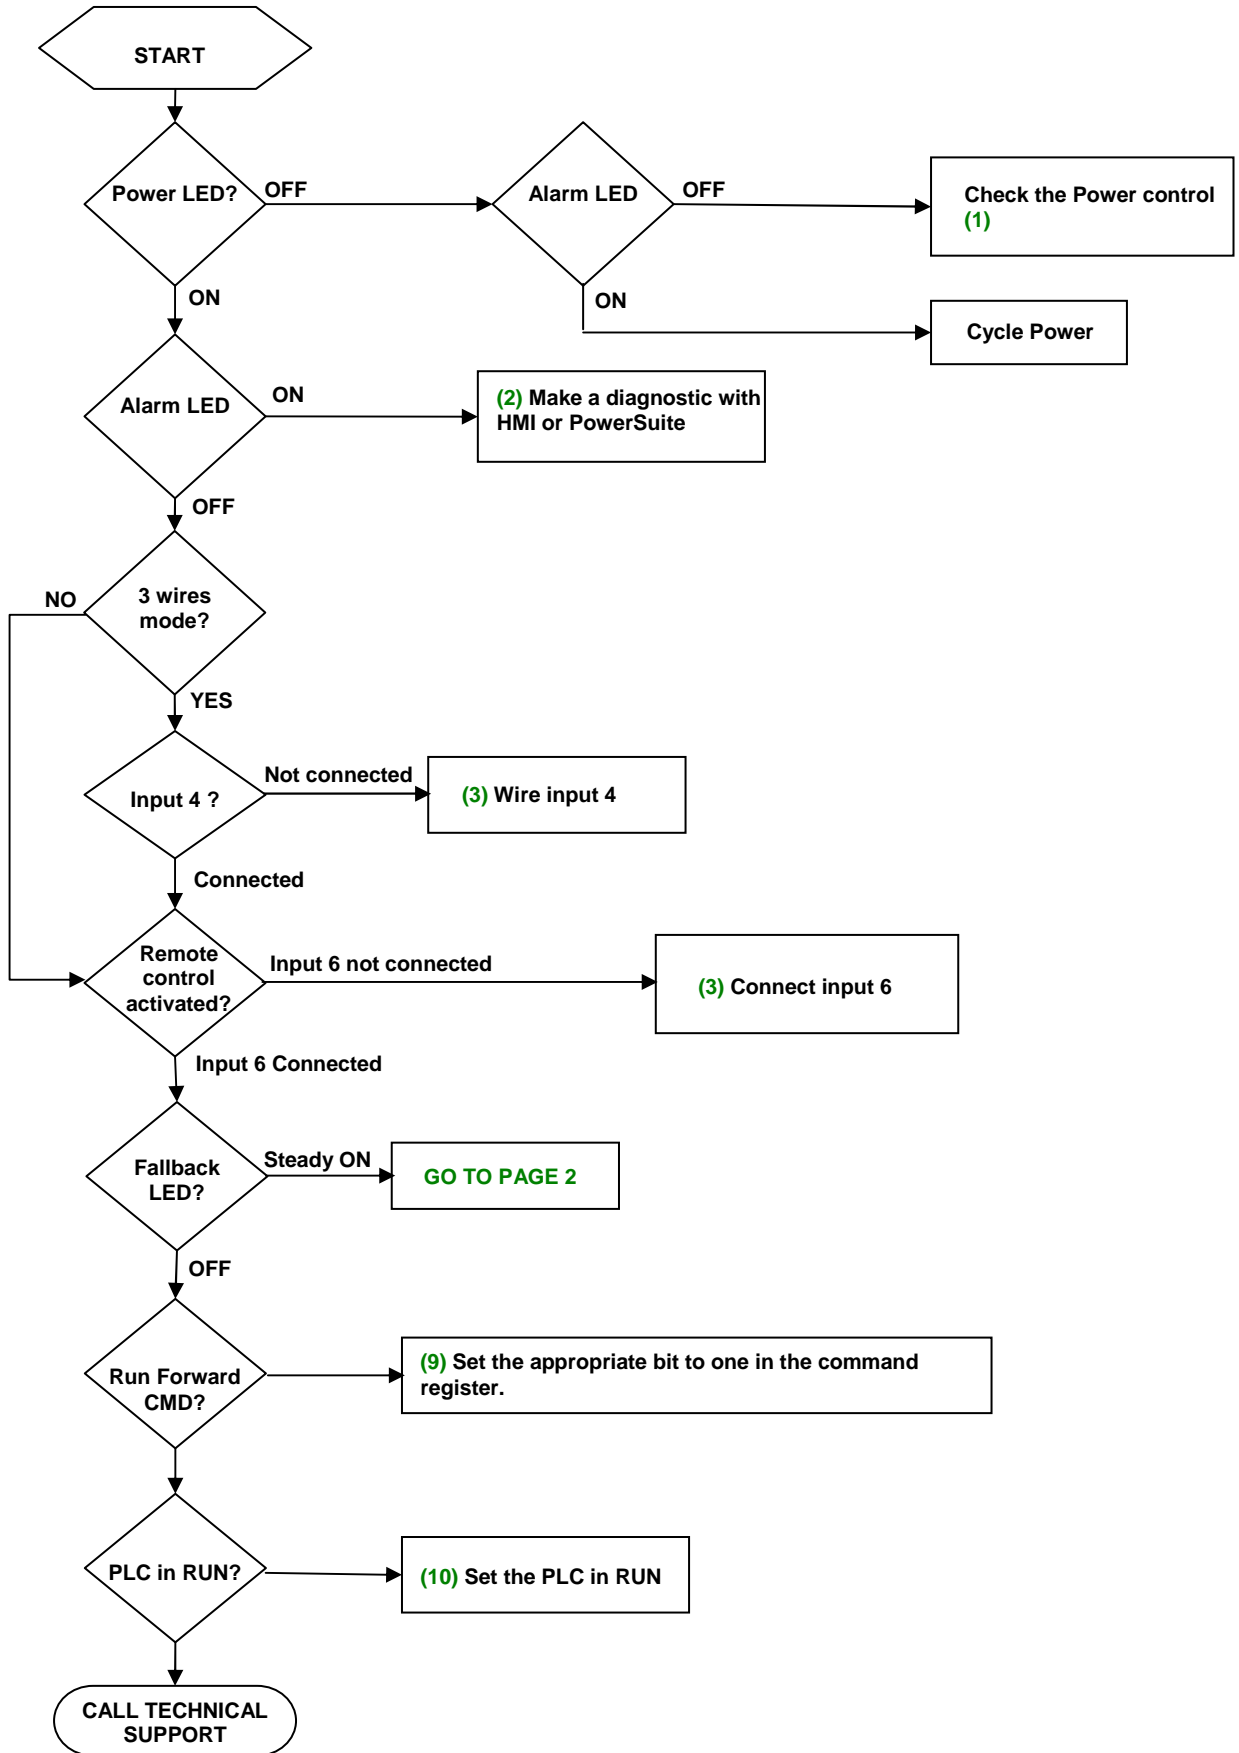 START
Power LED?
OFF
Alarm LED
OFF
Check the Power control
(1)
ON
ON
Cycle Power
Alarm LED
ON
(2) Make a diagnostic with
HMI or PowerSuite
OFF
NO
3 wires
mode?
YES
Input 4 ?
Not connected
(3) Wire input 4
Connected
Remote
control
activated?
Input 6 not connected
(3) Connect input 6
Input 6 Connected
Fallback
LED?
Steady ON
GO TO PAGE 2
OFF
Run Forward
CMD?
(9) Set the appropriate bit to one in the command
register.
PLC in RUN?
(10) Set the PLC in RUN
CALL TECHNICAL
SUPPORT